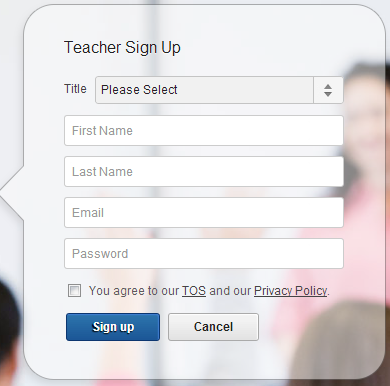 Teacher Sign Up
Title Please Select
First Name
Last Name
Email
Password
You agree to our TOS and our Privacy Policy.
Sign up Cancel